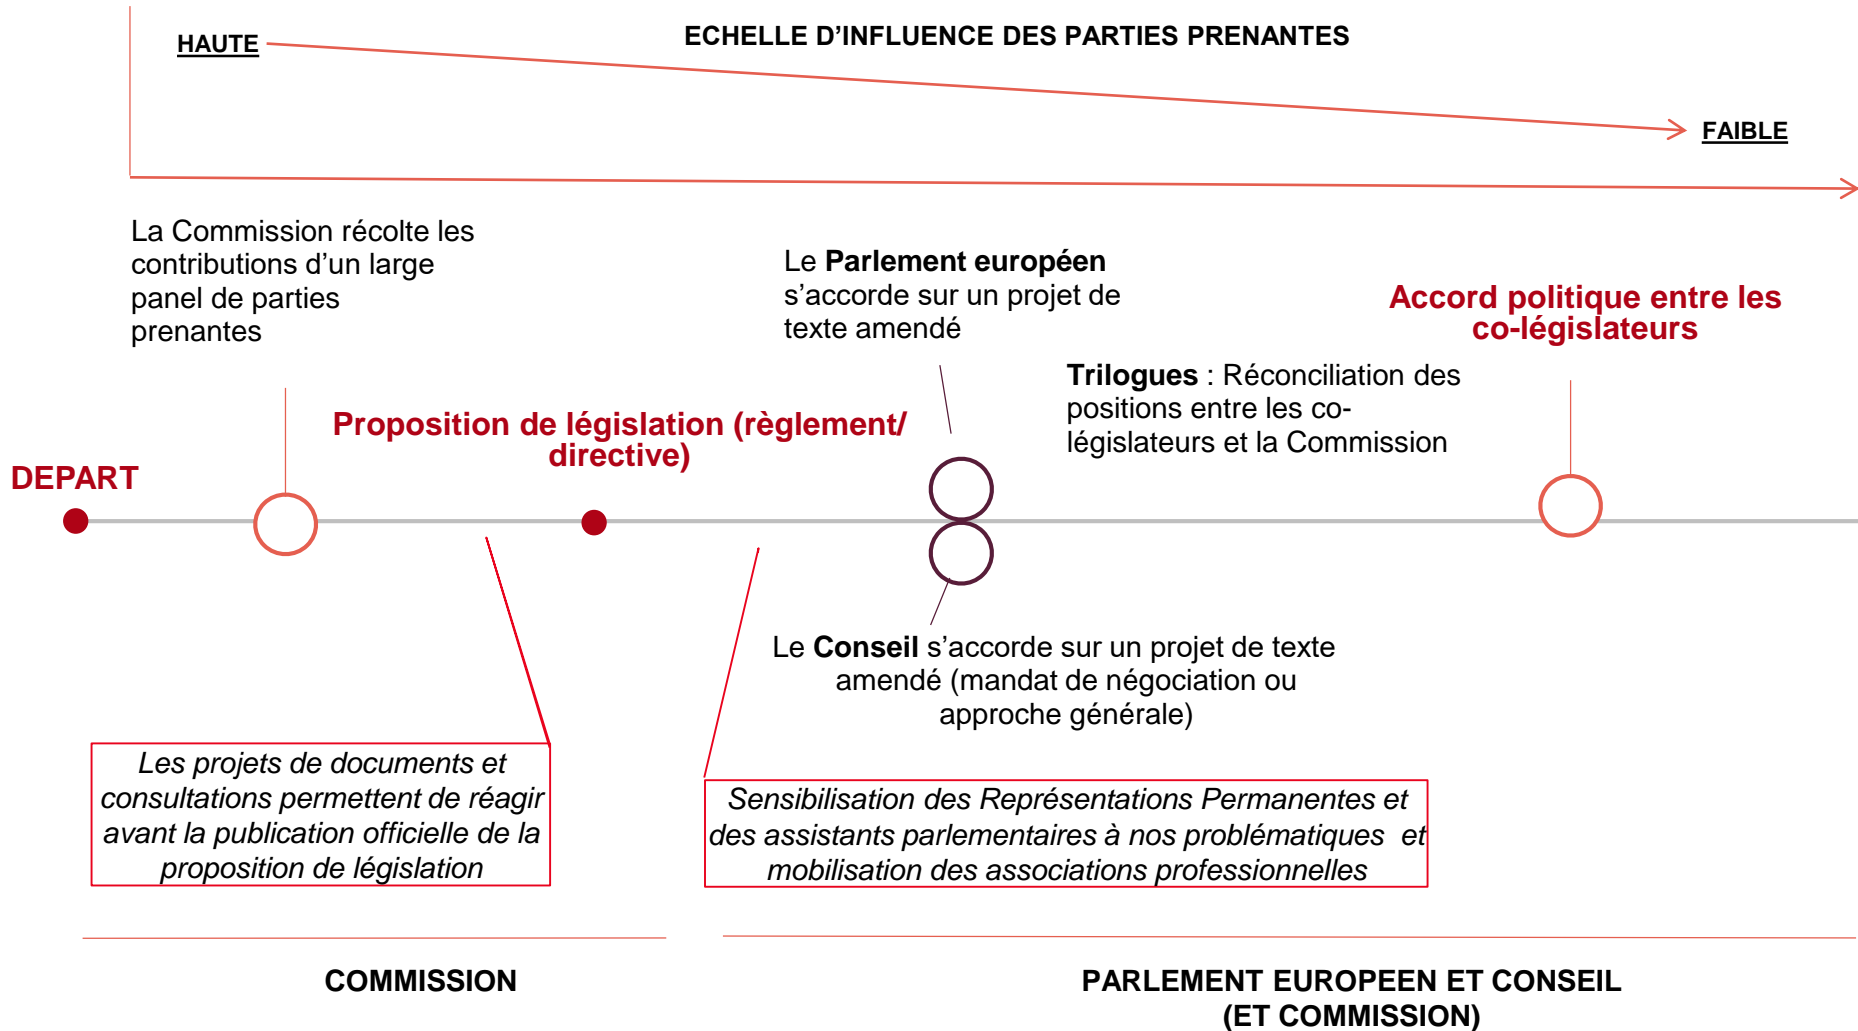 ECHELLE D’INFLUENCE DES PARTIES PRENANTES
HAUTE
FAIBLE
La Commission récolte les
contributions d’un large
panel de parties
prenantes
Le Parlement européen
s’accorde sur un projet de
texte amendé
Accord politique entre les
co-législateurs
Trilogues : Réconciliation des
positions entre les co-
législateurs et la Commission
Proposition de législation (règlement/
directive)
DEPART
Le Conseil s’accorde sur un projet de texte
amendé (mandat de négociation ou
approche générale)
Les projets de documents et
consultations permettent de réagir
avant la publication officielle de la
proposition de législation
Sensibilisation des Représentations Permanentes et
des assistants parlementaires à nos problématiques et
mobilisation des associations professionnelles
COMMISSION
PARLEMENT EUROPEEN ET CONSEIL
(ET COMMISSION)